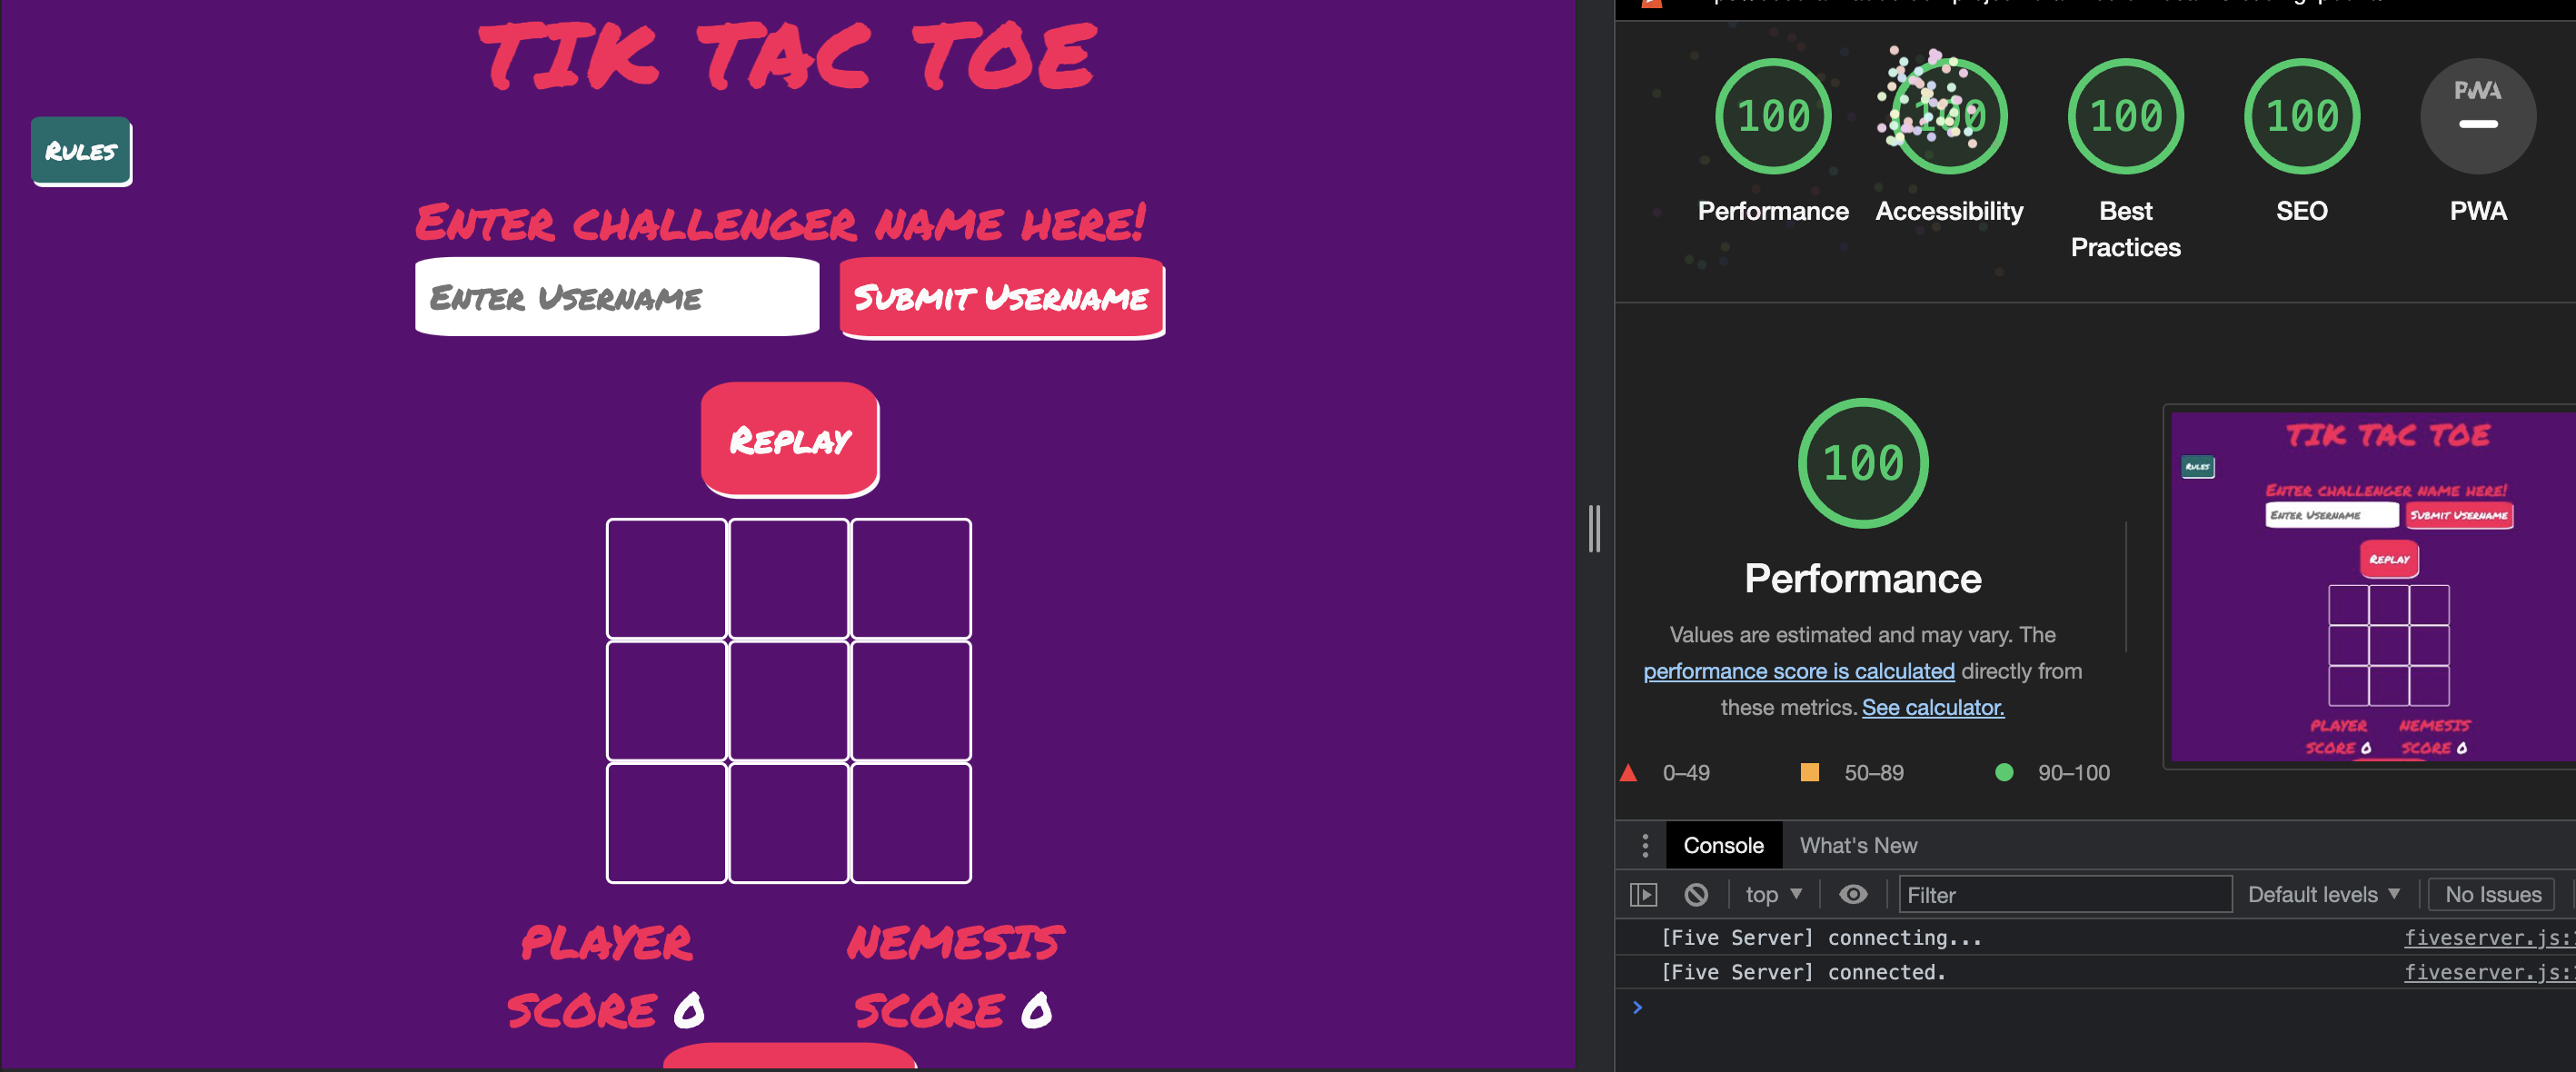 TIK TAC TOE
Rules
Enter challenger name here!
Enter Username
Submit Username
Replay
PLAYER
SCORE 0
NEMESIS
SCORE 0
100
Performance
100
Accessibility
100
Best
Practices
100
SEO
PWA
PWA
100
Performance
Values are estimated and may vary. The
performance score is calculated directly from
these metrics. See calculator.
0–49
50–89
90–100
TIK TAC TOE
Rules
Enter challenger name here!
Enter Username
Submit Username
Replay
PLAYER
SCORE 0
NEMESIS
SCORE 0
Console
What's New
top
Filter
Default levels
No Issues
[Five Server] connecting...
fiveserver.js:
[Five Server] connected.
fiveserver.js: